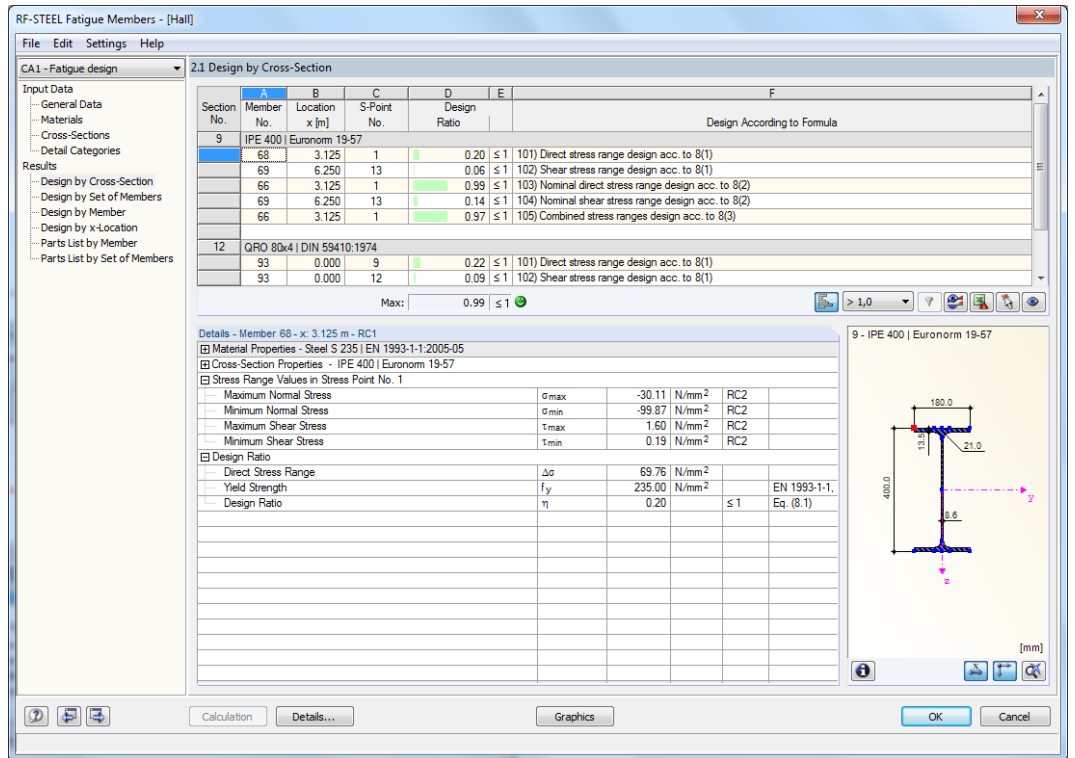 RF-STEEL Fatigue Members - [Hall]
File Edit Settings Help
CA1 - Fatigue design
Input Data
General Data
Materials
Cross-Sections
Detail Categories
Results
Design by Cross-Section
Design by Set of Members
Design by Member
Design by x-Location
Parts List by Member
Parts List by Set of Members
2.1 Design by Cross-Section
A B C D E F
Section Member Location S-Point Design
No. No. x [m] No. Ratio Design According to Formula
9 IPE 400 | Euronorm 19-57
68 3.125 1 0.20 ≤ 1 101) Direct stress range design acc. to 8(1)
69 6.250 13 0.06 ≤ 1 102) Shear stress range design acc. to 8(1)
66 3.125 1 0.99 ≤ 1 103) Nominal direct stress range design acc. to 8(2)
69 6.250 13 0.14 ≤ 1 104) Nominal shear stress range design acc. to 8(2)
66 3.125 1 0.97 ≤ 1 105) Combined stress ranges design acc. to 8(3)
12 QRO 80x4 | DIN 59410:1974
93 0.000 9 0.22 ≤ 1 101) Direct stress range design acc. to 8(1)
93 0.000 12 0.09 ≤ 1 102) Shear stress range design acc. to 8(1)
Max: 0.99 ≤ 1
> 1,0
Details - Member 68 - x: 3.125 m - RC1
Material Properties - Steel S 235 | EN 1993-1-1:2005-05
Cross-Section Properties - IPE 400 | Euronorm 19-57
Stress Range Values in Stress Point No. 1
Maximum Normal Stress σmax -30.11 N/mm² RC2
Minimum Normal Stress σmin -99.87 N/mm² RC2
Maximum Shear Stress τmax 1.60 N/mm² RC2
Minimum Shear Stress τmin 0.19 N/mm² RC2
Design Ratio
Direct Stress Range Δσ 69.76 N/mm²
Yield Strength fy 235.00 N/mm² EN 1993-1-1,
Design Ratio η 0.20 ≤ 1 Eq. (8.1)
9 - IPE 400 | Euronorm 19-57
180.0
13.5
21.0
400.0
y
8.6
z
[mm]
Calculation Details... Graphics OK Cancel